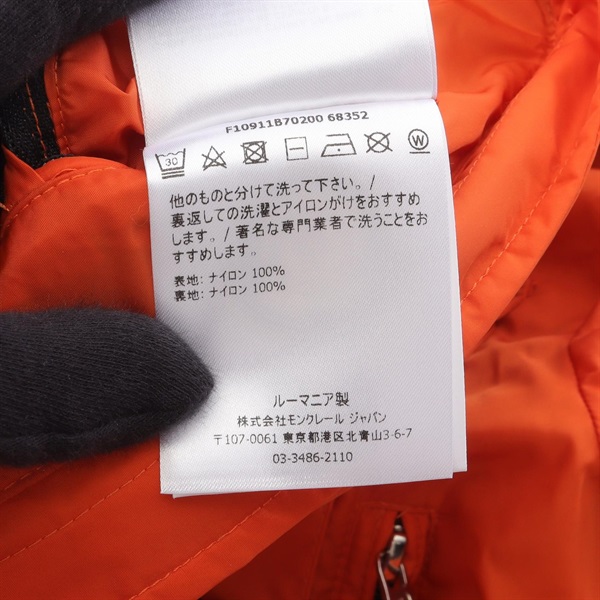 F10911B70200 68352
30
W
他のものと分けて洗って下さい。/
裏返しての洗濯とアイロンがけをおすすめ
します。/ 著名な専門業者で洗うことをお
すすめします。
表地: ナイロン 100%
裏地: ナイロン 100%
ルーマニア製
株式会社モンクレール ジャパン
〒107-0061 東京都港区北青山3-6-7
03-3486-2110